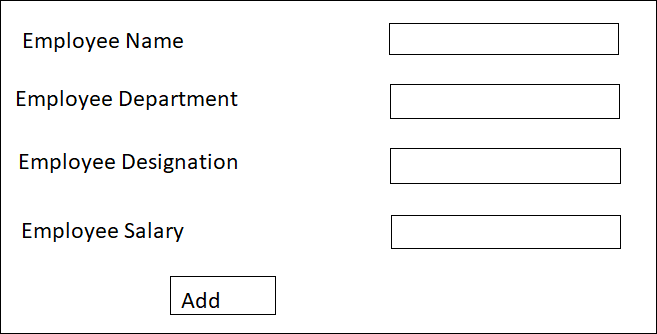 Employee Name
Employee Department
Employee Designation
Employee Salary
Add